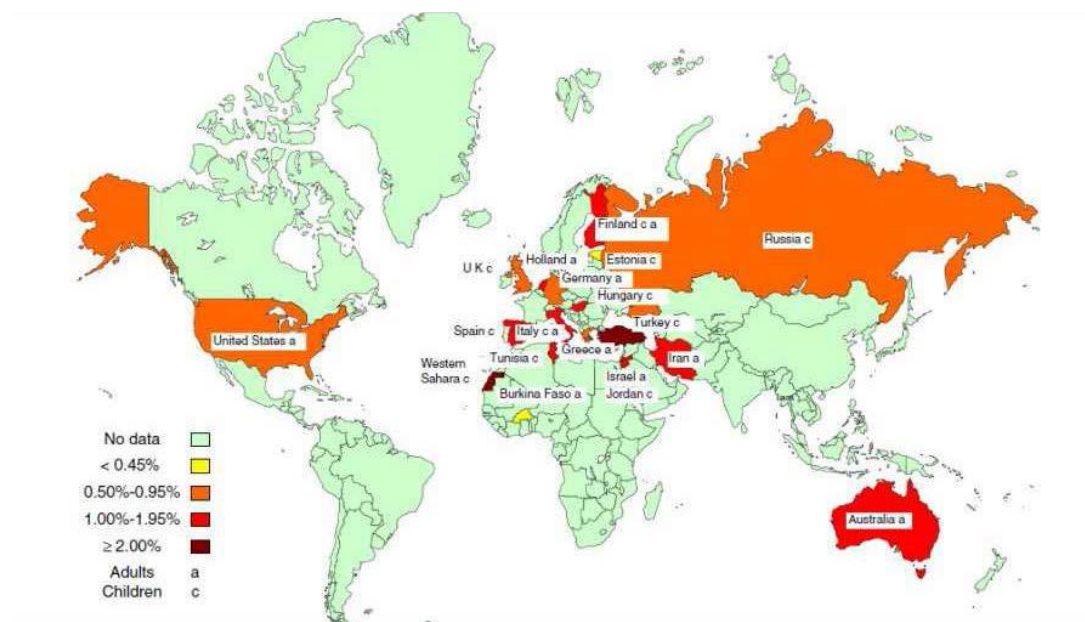 Finland c a
Russia c
Holland a
Estonia c
U K c
Germany a
Hungary c
Turkey c
Spain c
Italy c a
United States a
Greece a
Tunisia c
Iran a
Western
Sahara c
Israel a
Burkina Faso a
Jordan c
No data
< 0.45%
0.50%-0.95%
1.00%-1.95%
≥ 2.00%
Adults a
Children c
Australia a